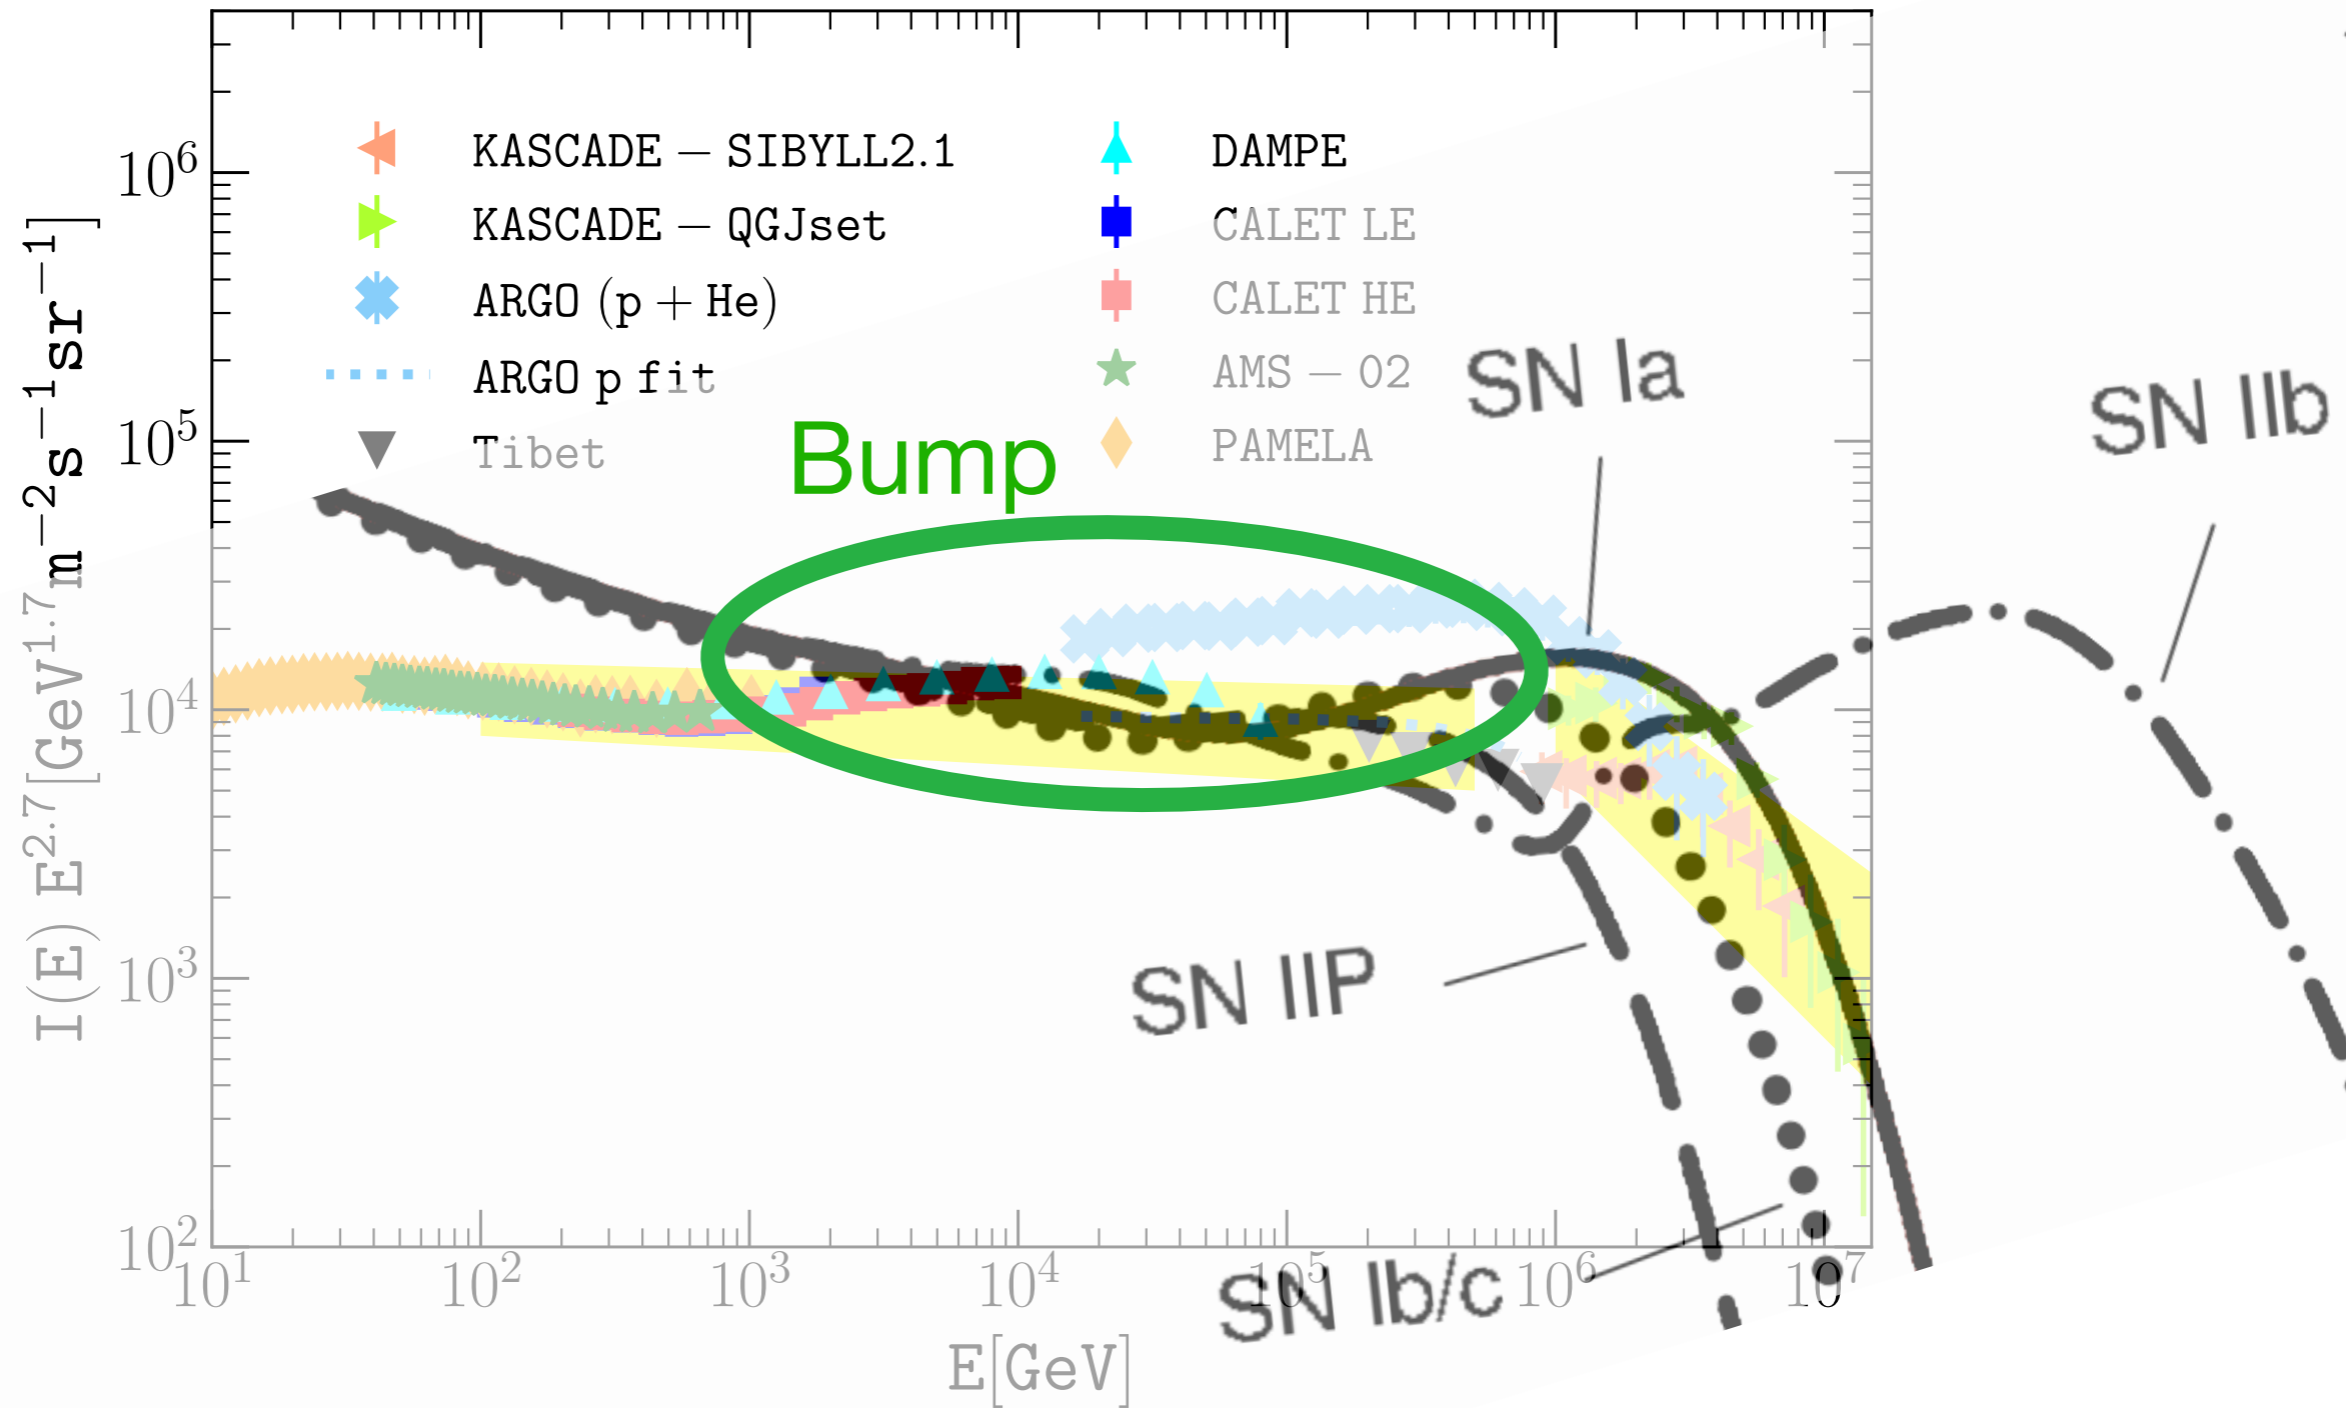 KASCADE − SIBYLL2.1
KASCADE − QGJset
ARGO (p + He)
ARGO p fit
Tibet
DAMPE
CALET LE
CALET HE
AMS − 02
PAMELA
Bump
SN Ia
SN IIb
SN IIP
SN Ib/c
I(E) E^2.7 [GeV^1.7 m^−2 s^−1 sr^−1]
10^6
10^5
10^4
10^3
10^2
10^1 10^2 10^3 10^4 10^5 10^6 10^7
E[GeV]